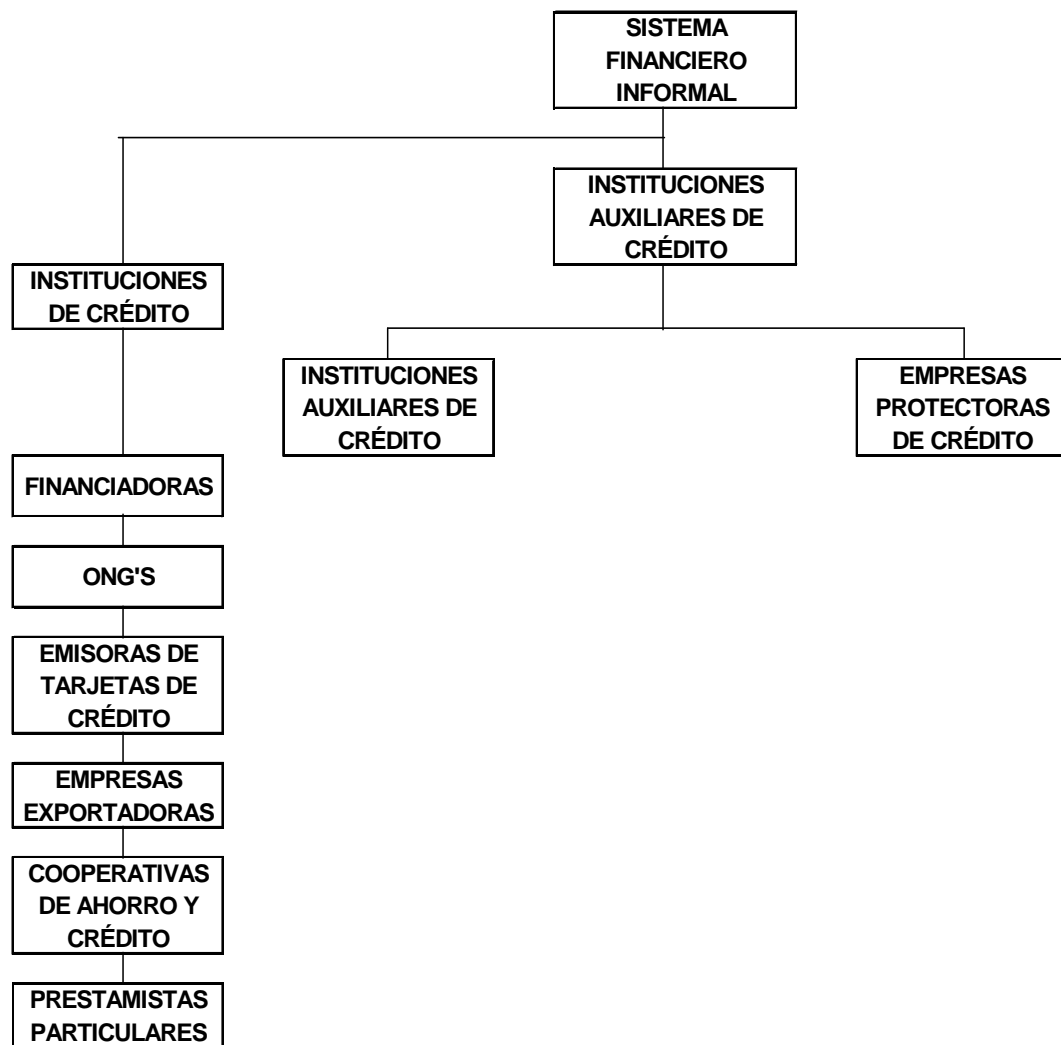 SISTEMA
FINANCIERO
INFORMAL
INSTITUCIONES
AUXILIARES DE
CRÉDITO
INSTITUCIONES
DE CRÉDITO
INSTITUCIONES
AUXILIARES DE
CRÉDITO
EMPRESAS
PROTECTORAS
DE CRÉDITO
FINANCIADORAS
ONG'S
EMISORAS DE
TARJETAS DE
CRÉDITO
EMPRESAS
EXPORTADORAS
COOPERATIVAS
DE AHORRO Y
CRÉDITO
PRESTAMISTAS
PARTICULARES